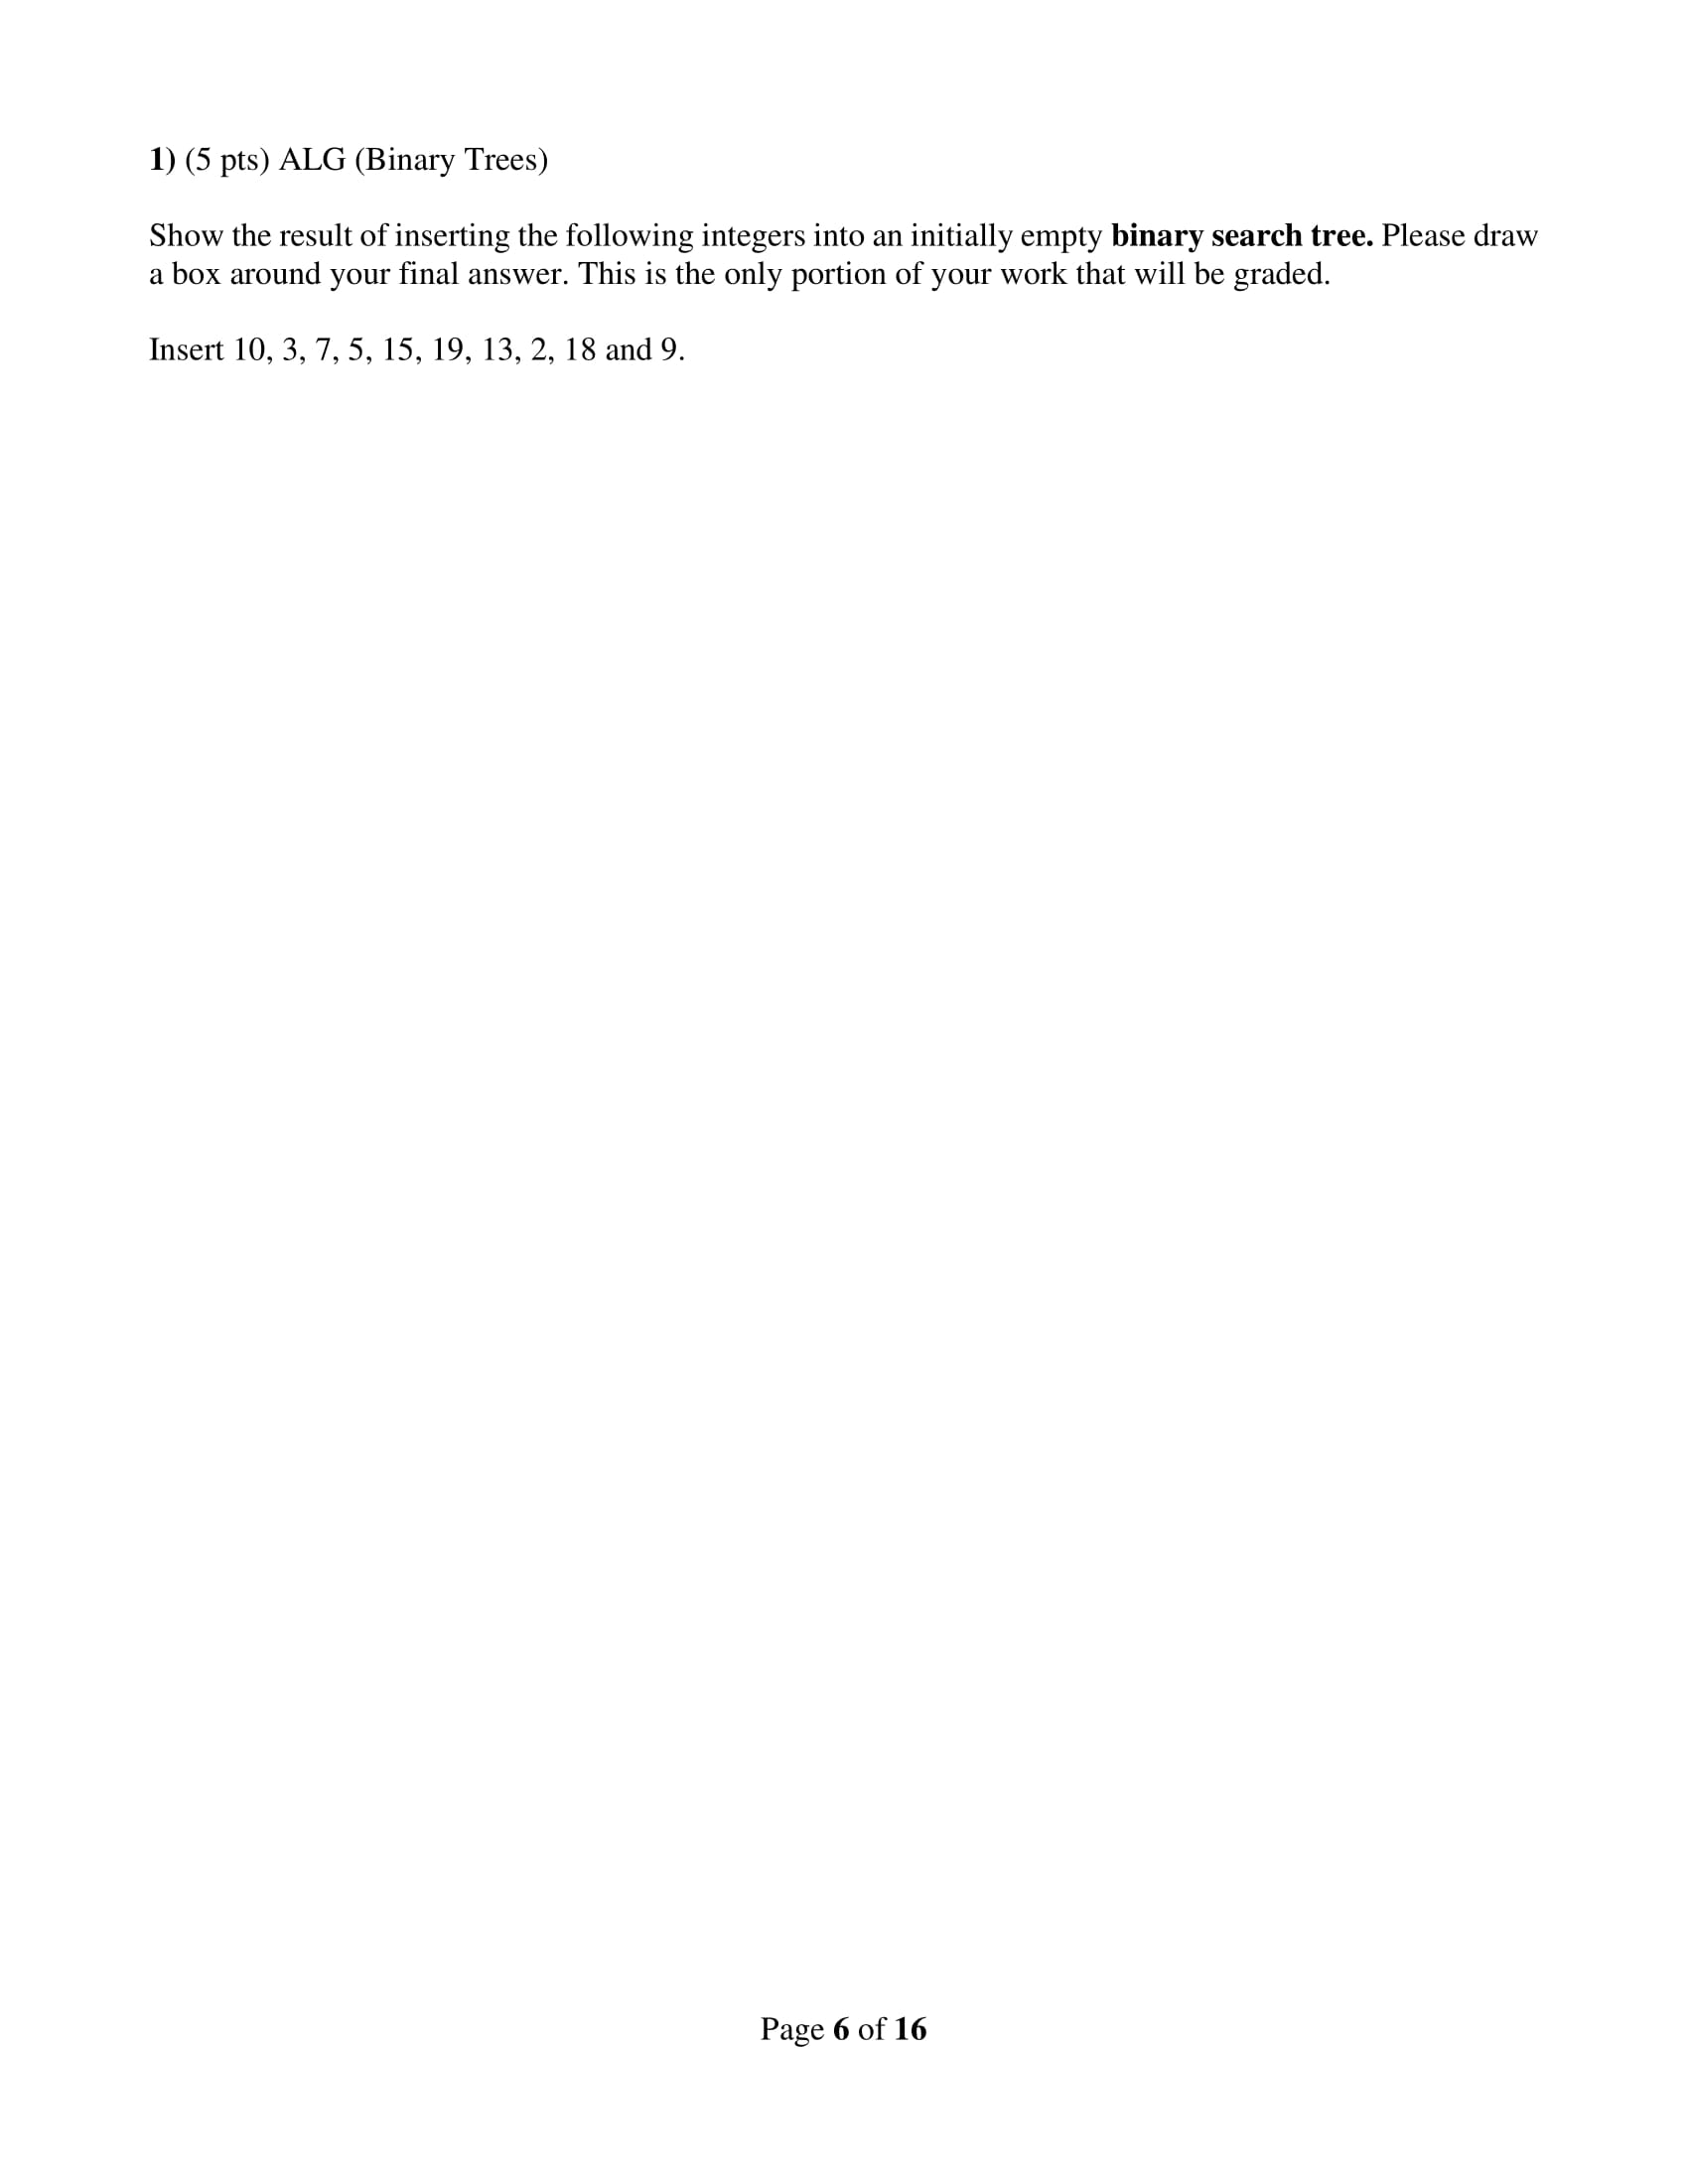 1) (5 pts) ALG (Binary Trees)
Show the result of inserting the following integers into an initially empty binary search tree. Please draw
a box around your final answer. This is the only portion of your work that will be graded.
Insert 10, 3, 7, 5, 15, 19, 13, 2, 18 and 9.
Page 6 of 16